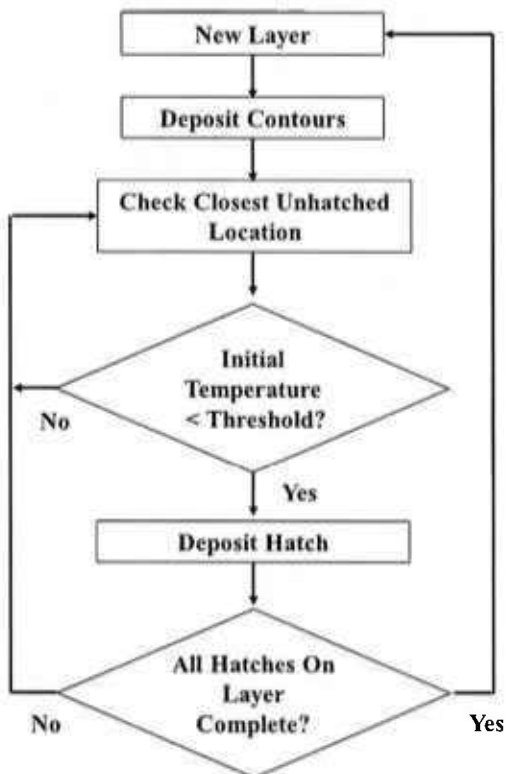 New Layer
Deposit Contours
Check Closest Unhatched
Location
Initial
Temperature
< Threshold?
No
Yes
Deposit Hatch
All Hatches On
Layer
Complete?
No
Yes